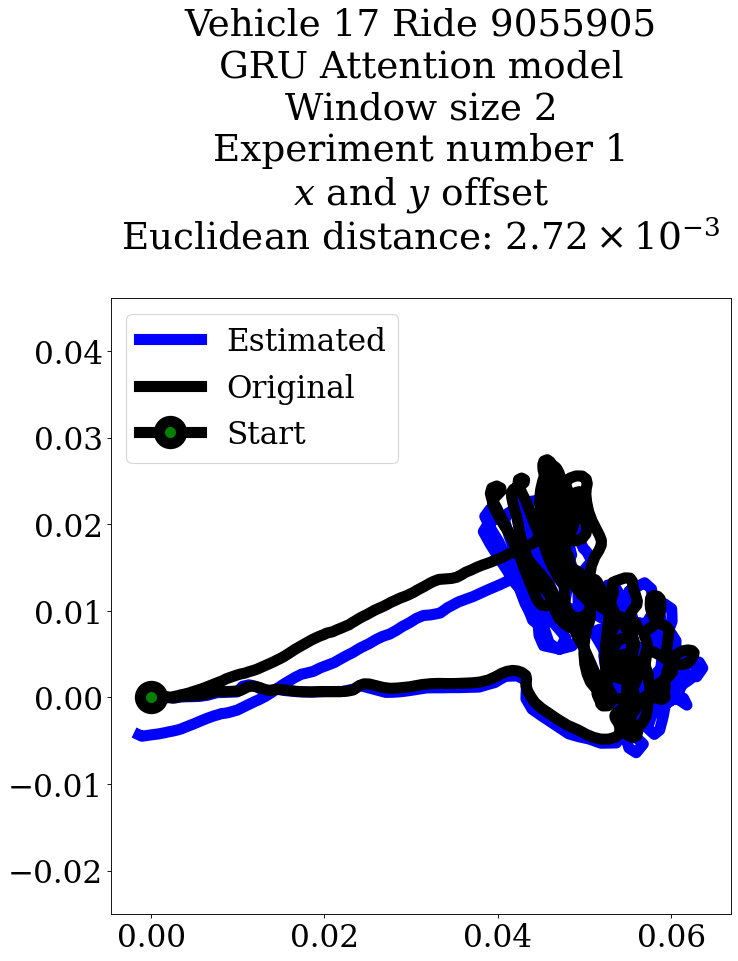 Vehicle 17 Ride 9055905
GRU Attention model
Window size 2
Experiment number 1
x and y offset
Euclidean distance: 2.72 × 10⁻³
Estimated
Original
Start
0.04
0.03
0.02
0.01
0.00
−0.01
−0.02
0.00 0.02 0.04 0.06